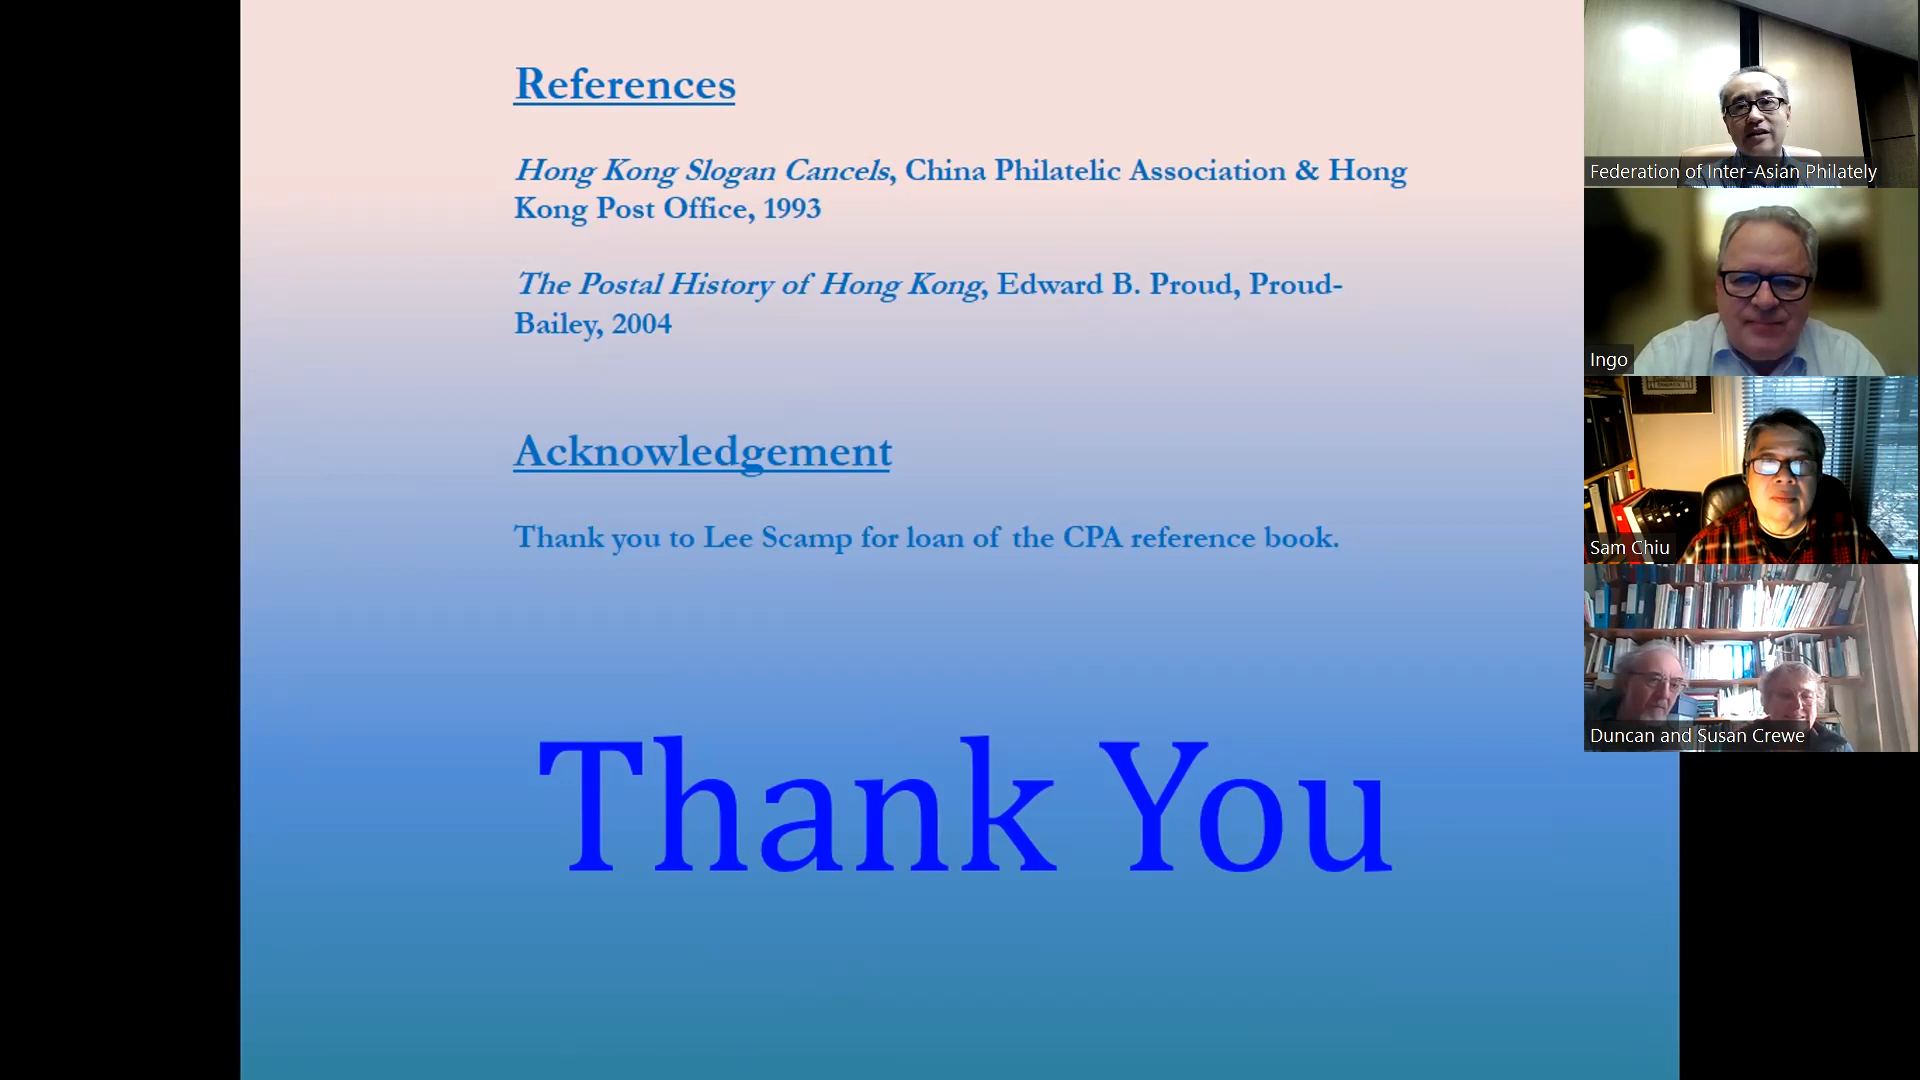 References
Hong Kong Slogan Cancels, China Philatelic Association & Hong
Kong Post Office, 1993
The Postal History of Hong Kong, Edward B. Proud, Proud-
Bailey, 2004
Acknowledgement
Thank you to Lee Scamp for loan of the CPA reference book.
Thank You
Federation of Inter-Asian Philately
Ingo
Sam Chiu
Duncan and Susan Crewe